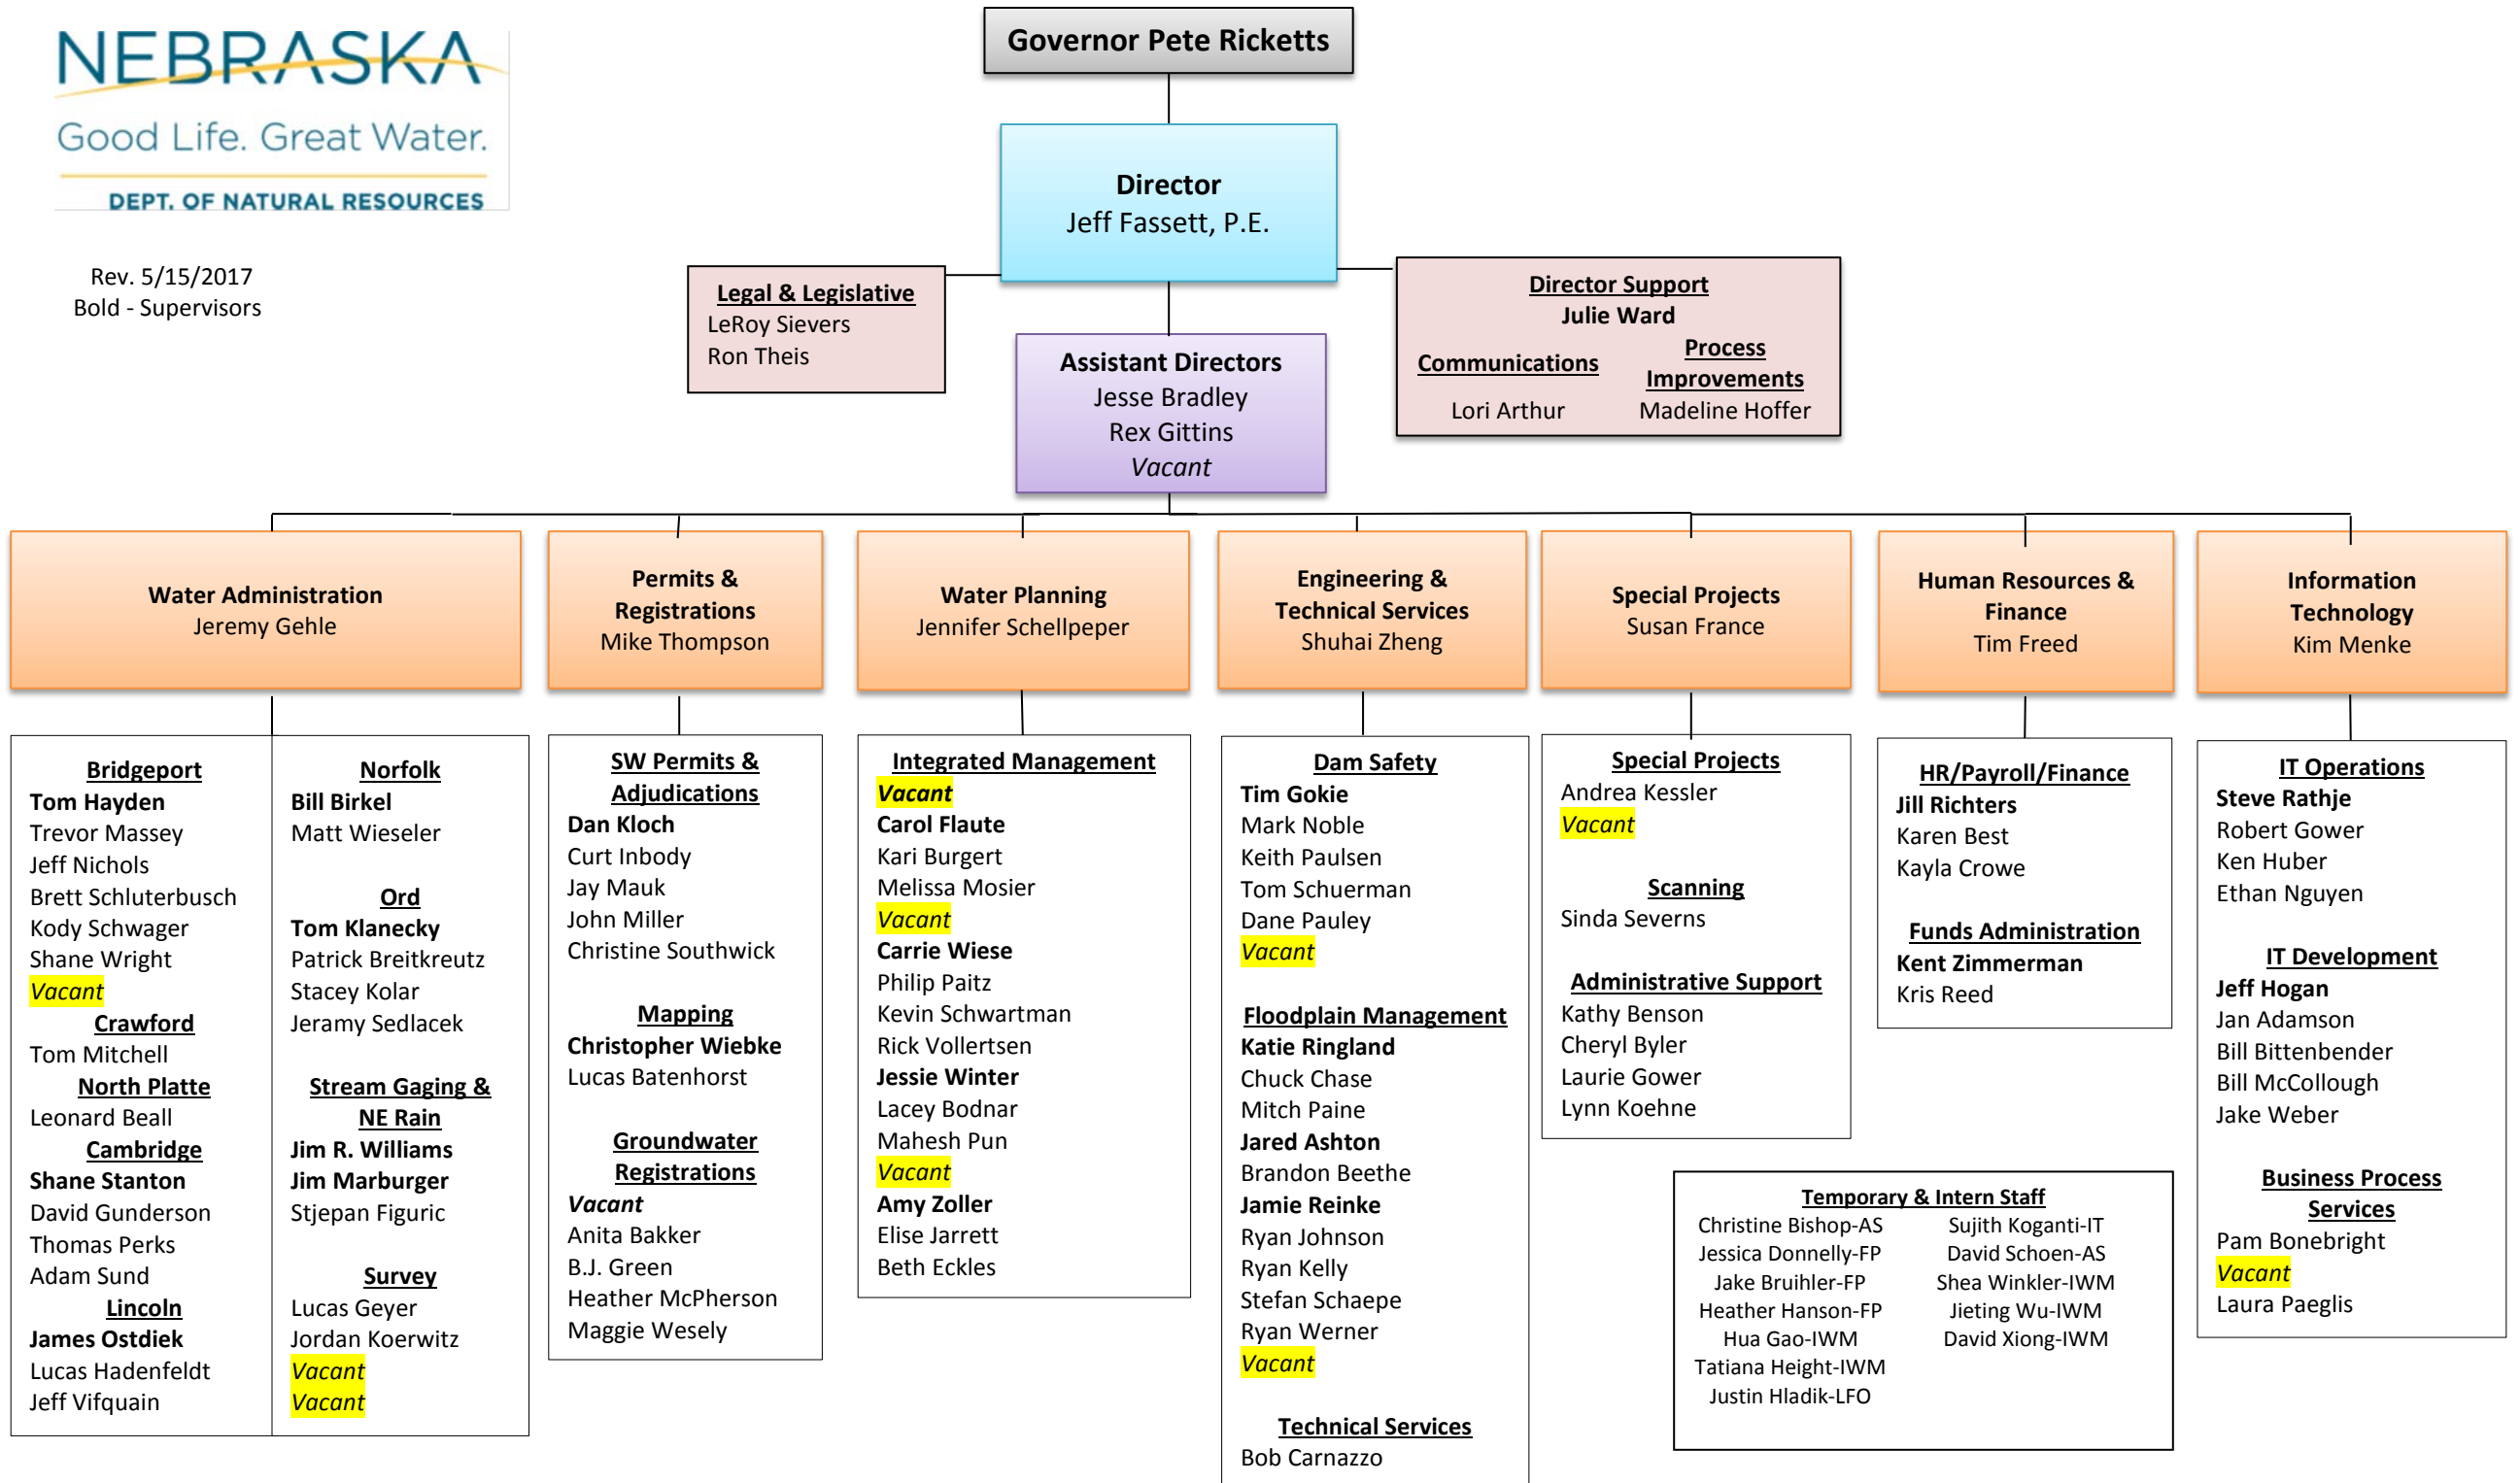 NEBRASKA
Good Life. Great Water.
DEPT. OF NATURAL RESOURCES
Rev. 5/15/2017
Bold - Supervisors
Governor Pete Ricketts
Director
Jeff Fassett, P.E.
Legal & Legislative
LeRoy Sievers
Ron Theis
Director Support
Julie Ward
Communications
Lori Arthur
Process
Improvements
Madeline Hoffer
Assistant Directors
Jesse Bradley
Rex Gittins
Vacant
Water Administration
Jeremy Gehle
Permits &
Registrations
Mike Thompson
Water Planning
Jennifer Schellpeper
Engineering &
Technical Services
Shuhai Zheng
Special Projects
Susan France
Human Resources &
Finance
Tim Freed
Information
Technology
Kim Menke
Bridgeport
Tom Hayden
Trevor Massey
Jeff Nichols
Brett Schluterbusch
Kody Schwager
Shane Wright
Vacant
Crawford
Tom Mitchell
North Platte
Leonard Beall
Cambridge
Shane Stanton
David Gunderson
Thomas Perks
Adam Sund
Lincoln
James Ostdiek
Lucas Hadenfeldt
Jeff Vifquain
Norfolk
Bill Birkel
Matt Wieseler
Ord
Tom Klanecky
Patrick Breitkreutz
Stacey Kolar
Jeramy Sedlacek
Stream Gaging &
NE Rain
Jim R. Williams
Jim Marburger
Stjepan Figuric
Survey
Lucas Geyer
Jordan Koerwitz
Vacant
Vacant
SW Permits &
Adjudications
Dan Kloch
Curt Inbody
Jay Mauk
John Miller
Christine Southwick
Mapping
Christopher Wiebke
Lucas Batenhorst
Groundwater
Registrations
Vacant
Anita Bakker
B.J. Green
Heather McPherson
Maggie Wesely
Integrated Management
Vacant
Carol Flaute
Kari Burgert
Melissa Mosier
Vacant
Carrie Wiese
Philip Paitz
Kevin Schwartman
Rick Vollertsen
Jessie Winter
Lacey Bodnar
Mahesh Pun
Vacant
Amy Zoller
Elise Jarrett
Beth Eckles
Dam Safety
Tim Gokie
Mark Noble
Keith Paulsen
Tom Schuerman
Dane Pauley
Vacant
Floodplain Management
Katie Ringland
Chuck Chase
Mitch Paine
Jared Ashton
Brandon Beethe
Jamie Reinke
Ryan Johnson
Ryan Kelly
Stefan Schaepe
Ryan Werner
Vacant
Technical Services
Bob Carnazzo
Special Projects
Andrea Kessler
Vacant
Scanning
Sinda Severns
Administrative Support
Kathy Benson
Cheryl Byler
Laurie Gower
Lynn Koehne
HR/Payroll/Finance
Jill Richters
Karen Best
Kayla Crowe
Funds Administration
Kent Zimmerman
Kris Reed
IT Operations
Steve Rathje
Robert Gower
Ken Huber
Ethan Nguyen
IT Development
Jeff Hogan
Jan Adamson
Bill Bittenbender
Bill McCollough
Jake Weber
Business Process
Services
Pam Bonebright
Vacant
Laura Paeglis
Temporary & Intern Staff
Christine Bishop-AS
Jessica Donnelly-FP
Jake Bruihler-FP
Heather Hanson-FP
Hua Gao-IWM
Tatiana Height-IWM
Justin Hladik-LFO
Sujith Koganti-IT
David Schoen-AS
Shea Winkler-IWM
Jieting Wu-IWM
David Xiong-IWM